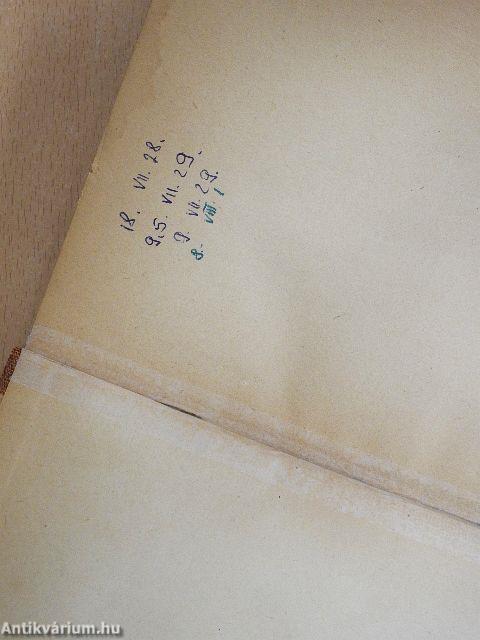 18. VII. 28.
9,5. VII. 29.
9. VII. 29.
8. VIII. 1
Antikvárium.hu